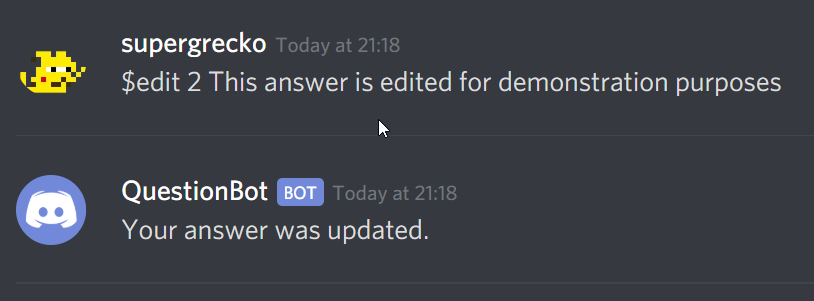 supergrecko Today at 21:18
$edit 2 This answer is edited for demonstration purposes
QuestionBot BOT Today at 21:18
Your answer was updated.